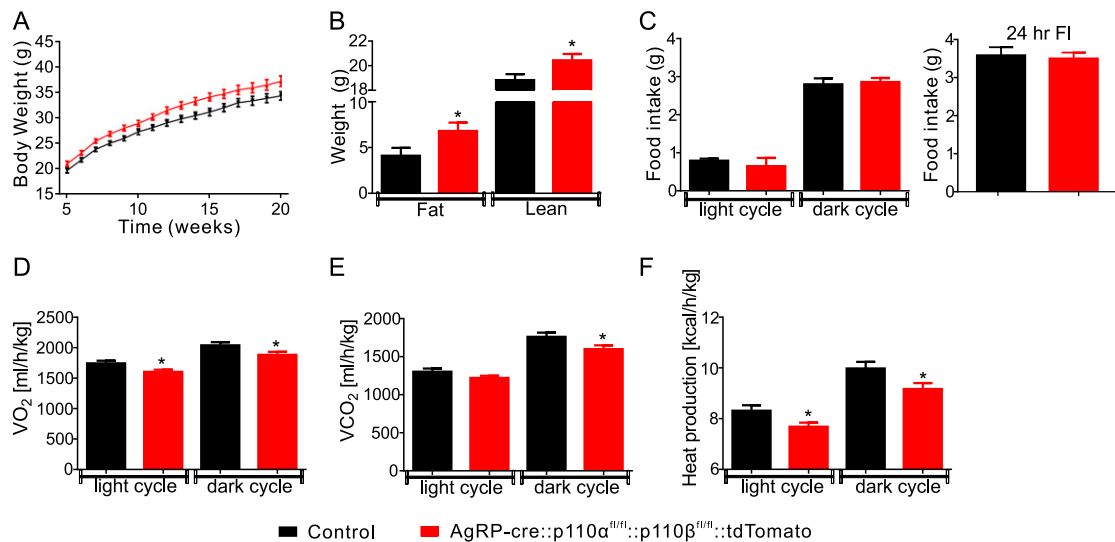 A
Body Weight (g)
45
40
35
30
25
20
15
5
10
15
20
Time (weeks)
B
Weight (g)
22
20
18
10
5
0
*
*
Fat
Lean
C
Food intake (g)
4
3
2
1
0
light cycle
dark cycle
24 hr FI
Food intake (g)
4
3
2
1
0
D
VO₂ [ml/h/kg]
2500
2000
1500
1000
500
0
*
*
light cycle
dark cycle
E
VCO₂ [ml/h/kg]
2000
1500
1000
500
0
*
light cycle
dark cycle
F
Heat production [kcal/h/kg]
12
10
8
6
*
*
light cycle
dark cycle
Control
AgRP-cre::p110α^fl/fl::p110β^fl/fl::tdTomato